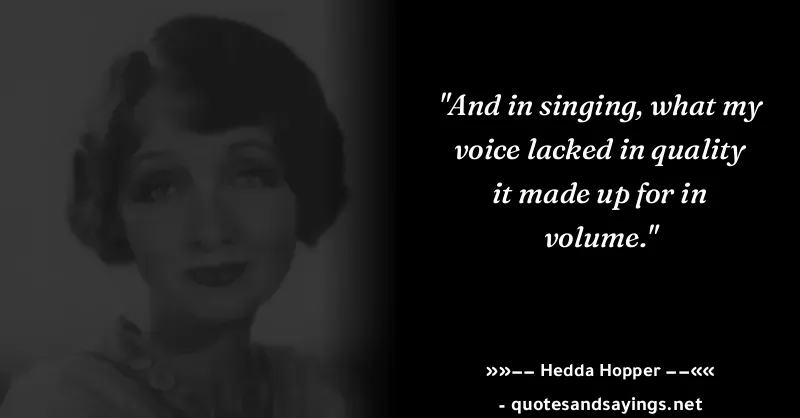 "And in singing, what my
voice lacked in quality
it made up for in
volume."
»»−− Hedda Hopper −−««
- quotesandsayings.net